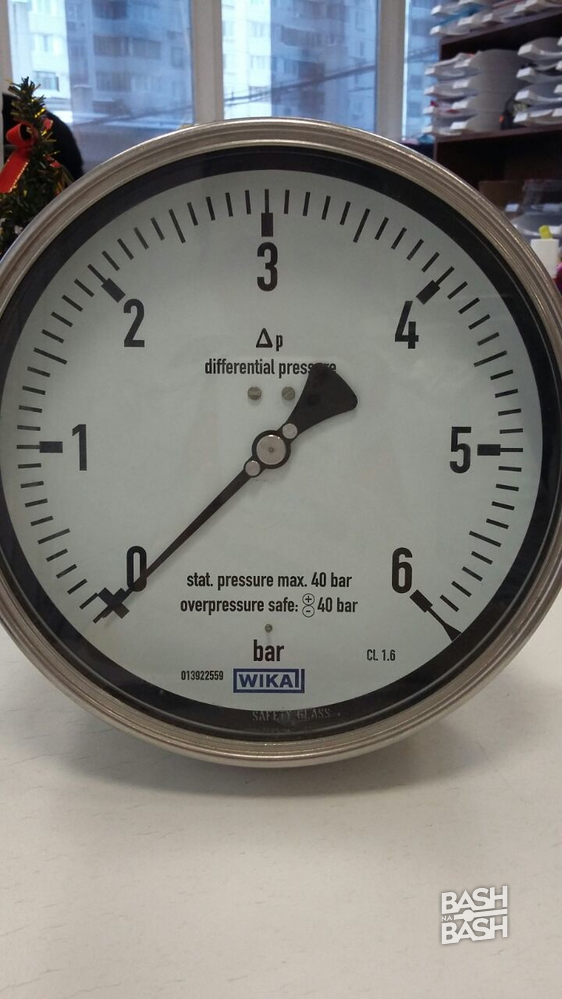 3
2
4
Δp
differential pressure
1
5
0
6
stat. pressure max. 40 bar
overpressure safe: ⊕⊖ 40 bar
bar
CL 1.6
013922559
WIKA
SAFETY GLASS
BASH
NA
BASH